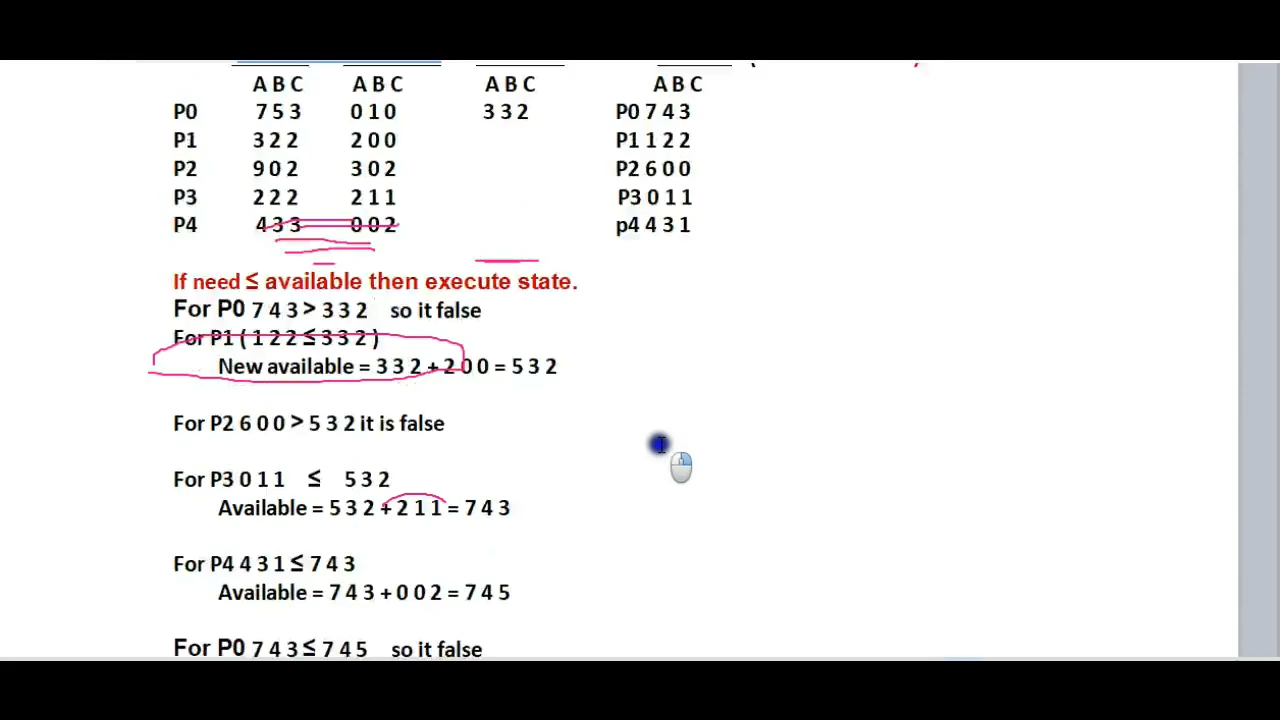 A B C A B C A B C A B C
P0 7 5 3 0 1 0 3 3 2 P0 7 4 3
P1 3 2 2 2 0 0 P1 1 2 2
P2 9 0 2 3 0 2 P2 6 0 0
P3 2 2 2 2 1 1 P3 0 1 1
P4 4 3 3 0 0 2 p4 4 3 1
If need ≤ available then execute state.
For P0 7 4 3 > 3 3 2 so it false
For P1 ( 1 2 2 ≤ 3 3 2 )
New available = 3 3 2 + 2 0 0 = 5 3 2
For P2 6 0 0 > 5 3 2 it is false
For P3 0 1 1 ≤ 5 3 2
Available = 5 3 2 + 2 1 1 = 7 4 3
For P4 4 3 1 ≤ 7 4 3
Available = 7 4 3 + 0 0 2 = 7 4 5
For P0 7 4 3 ≤ 7 4 5 so it false